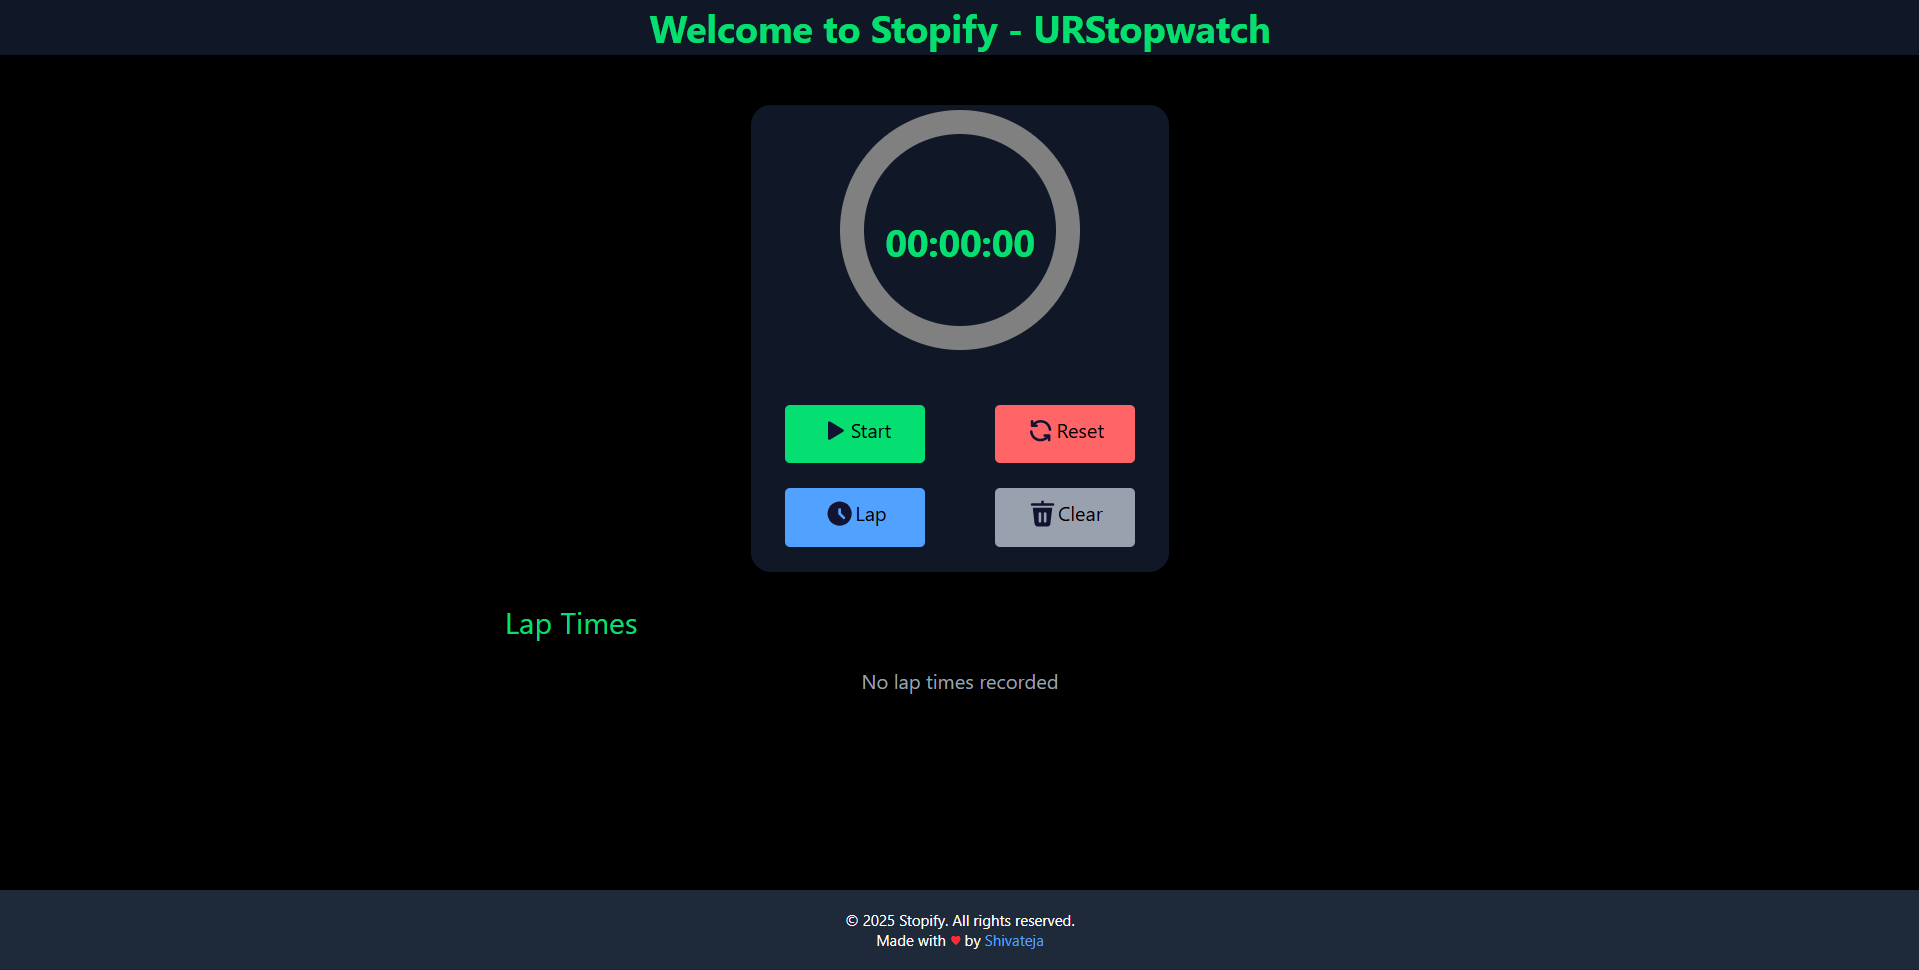 Welcome to Stopify - URStopwatch
00:00:00
Start
Reset
Lap
Clear
Lap Times
No lap times recorded
© 2025 Stopify. All rights reserved.
Made with ♥ by Shivateja